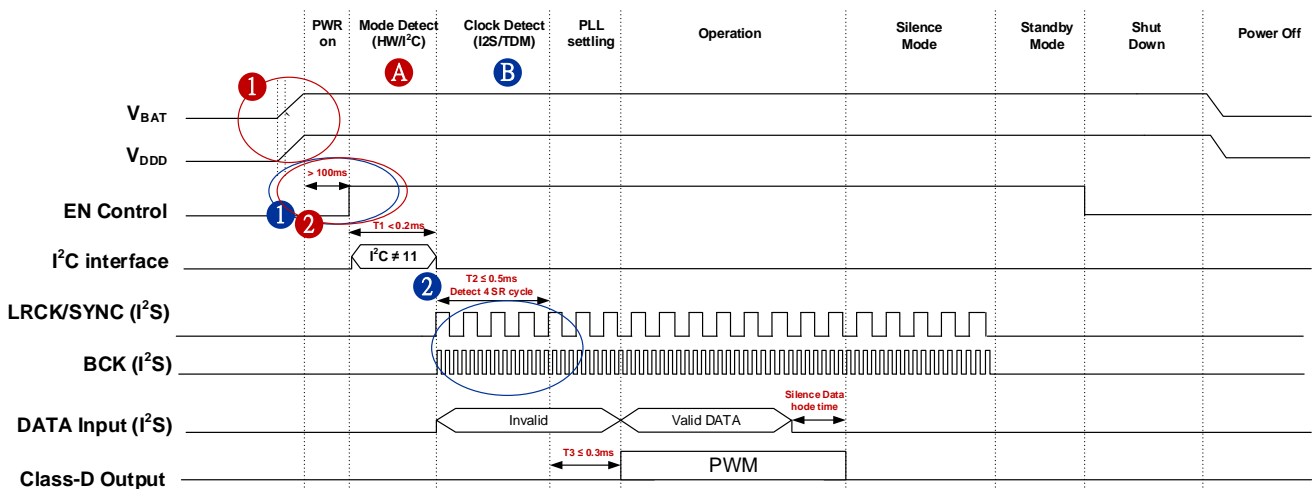 PWR on
Mode Detect (HW/I²C)
Clock Detect (I2S/TDM)
PLL settling
Operation
Silence Mode
Standby Mode
Shut Down
Power Off
A
B
1
VBAT
VDDD
> 100ms
EN Control
1
2
T1 < 0.2ms
I²C interface
I²C ≠ 11
2
T2 ≤ 0.5ms
Detect 4 SR cycle
LRCK/SYNC (I²S)
BCK (I²S)
Silence Data
hode time
DATA Input (I²S)
Invalid
Valid DATA
T3 ≤ 0.3ms
PWM
Class-D Output